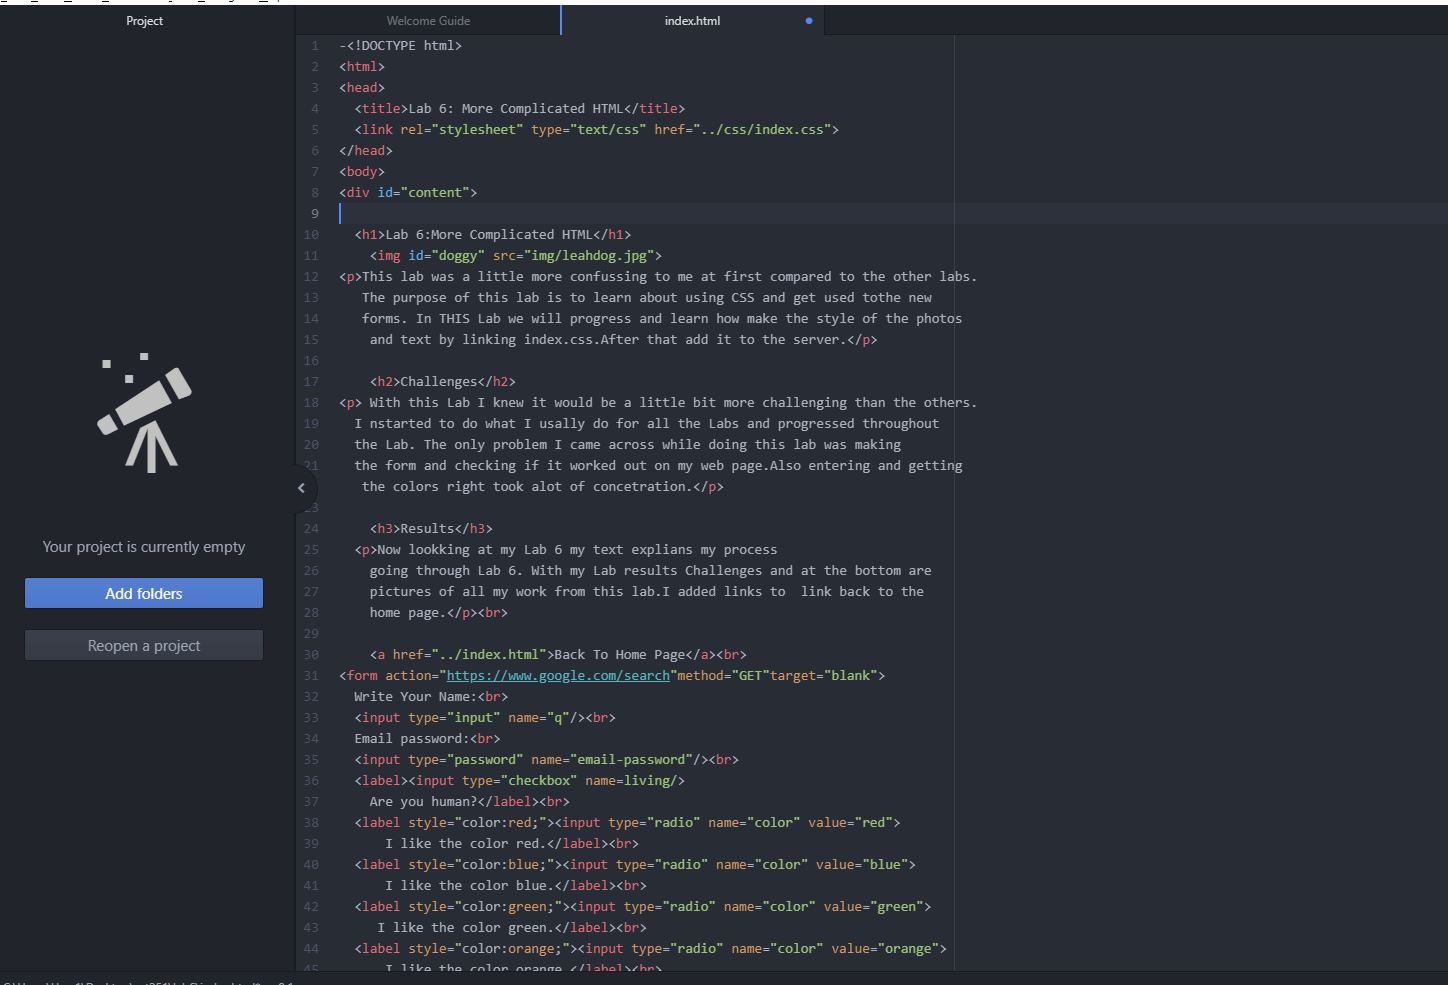 Project
Welcome Guide
index.html
1 -<!DOCTYPE html>
2 <html>
3 <head>
4 <title>Lab 6: More Complicated HTML</title>
5 <link rel="stylesheet" type="text/css" href="../css/index.css">
6 </head>
7 <body>
8 <div id="content">
9
10 <h1>Lab 6:More Complicated HTML</h1>
11 <img id="doggy" src="img/leahdog.jpg">
12 <p>This lab was a little more confussing to me at first compared to the other labs.
13 The purpose of this lab is to learn about using CSS and get used tothe new
14 forms. In THIS Lab we will progress and learn how make the style of the photos
15 and text by linking index.css.After that add it to the server.</p>
16
17 <h2>Challenges</h2>
18 <p> With this Lab I knew it would be a little bit more challenging than the others.
19 I nstarted to do what I usally do for all the Labs and progressed throughout
20 the Lab. The only problem I came across while doing this lab was making
21 the form and checking if it worked out on my web page.Also entering and getting
the colors right took alot of concetration.</p>
23
24 <h3>Results</h3>
25 <p>Now lookking at my Lab 6 my text explians my process
26 going through Lab 6. With my Lab results Challenges and at the bottom are
27 pictures of all my work from this lab.I added links to  link back to the
28 home page.</p><br>
29
30 <a href="../index.html">Back To Home Page</a><br>
31 <form action="https://www.google.com/search"method="GET"target="blank">
32 Write Your Name:<br>
33 <input type="input" name="q"/><br>
34 Email password:<br>
35 <input type="password" name="email-password"/><br>
36 <label><input type="checkbox" name=living/>
37 Are you human?</label><br>
38 <label style="color:red;"><input type="radio" name="color" value="red">
39 I like the color red.</label><br>
40 <label style="color:blue;"><input type="radio" name="color" value="blue">
41 I like the color blue.</label><br>
42 <label style="color:green;"><input type="radio" name="color" value="green">
43 I like the color green.</label><br>
44 <label style="color:orange;"><input type="radio" name="color" value="orange">
45 I like the color orange.</label><br>
Your project is currently empty
Add folders
Reopen a project